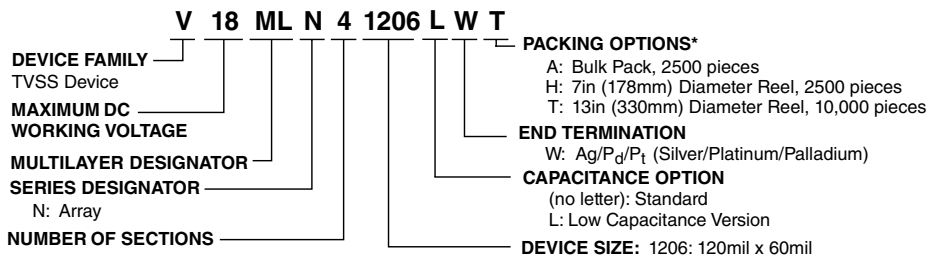 V 18 ML N 4 1206 L W T
DEVICE FAMILY
TVSS Device
MAXIMUM DC
WORKING VOLTAGE
MULTILAYER DESIGNATOR
SERIES DESIGNATOR
N: Array
NUMBER OF SECTIONS
PACKING OPTIONS*
A: Bulk Pack, 2500 pieces
H: 7in (178mm) Diameter Reel, 2500 pieces
T: 13in (330mm) Diameter Reel, 10,000 pieces
END TERMINATION
W: Ag/Pd/Pt (Silver/Platinum/Palladium)
CAPACITANCE OPTION
(no letter): Standard
L: Low Capacitance Version
DEVICE SIZE: 1206: 120mil x 60mil